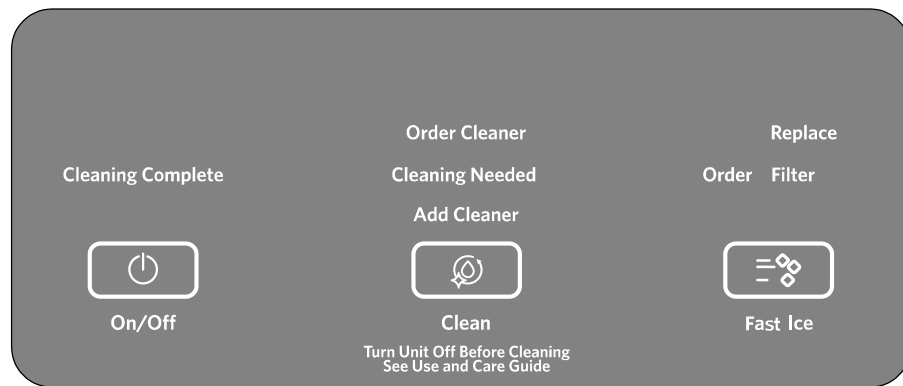 Order Cleaner
Replace
Cleaning Complete
Cleaning Needed
Order Filter
Add Cleaner
On/Off
Clean
Fast Ice
Turn Unit Off Before Cleaning
See Use and Care Guide